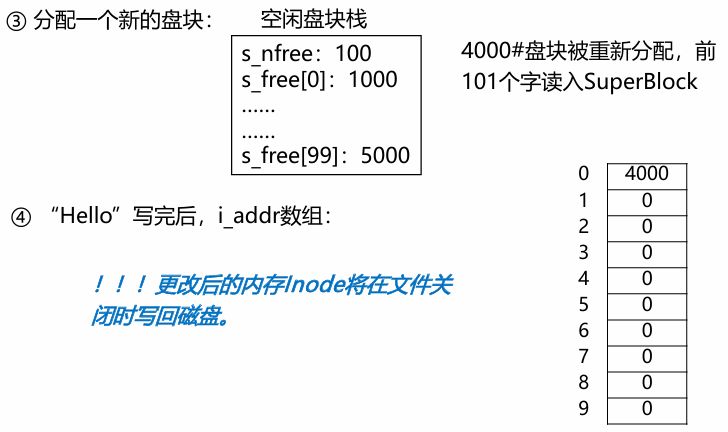 ③ 分配一个新的盘块： 空闲盘块栈
s_nfree：100
s_free[0]：1000
……
……
s_free[99]：5000
4000#盘块被重新分配，前
101个字读入SuperBlock
④ “Hello”写完后，i_addr数组：
！！！更改后的内存Inode将在文件关
闭时写回磁盘。
0 4000
1 0
2 0
3 0
4 0
5 0
6 0
7 0
8 0
9 0